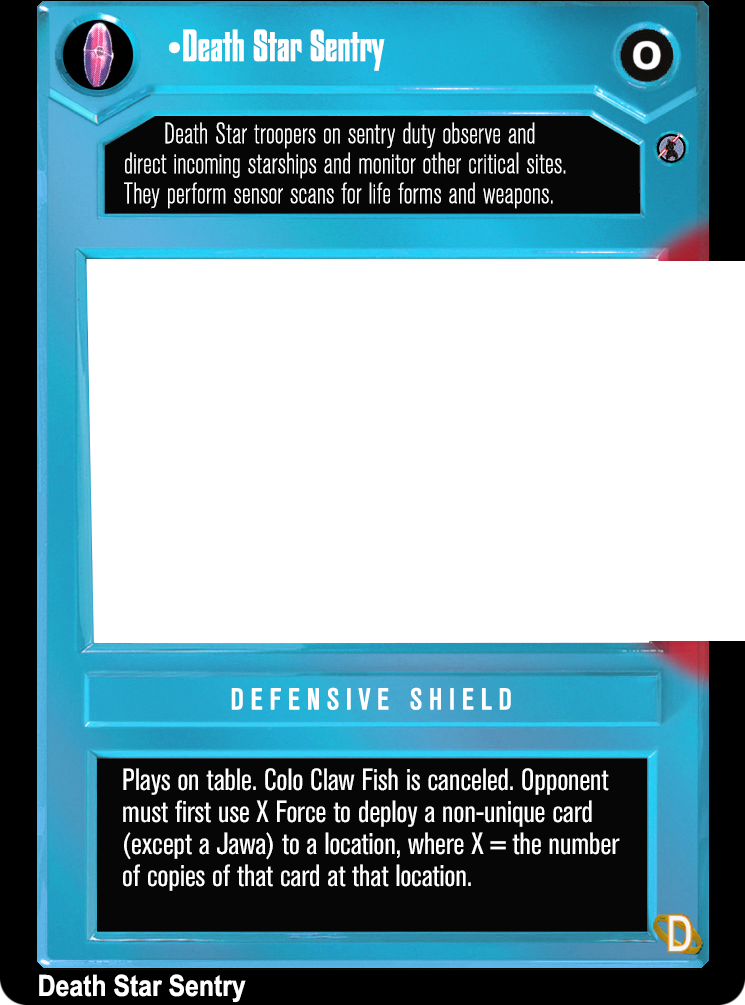 •Death Star Sentry
O
Death Star troopers on sentry duty observe and
direct incoming starships and monitor other critical sites.
They perform sensor scans for life forms and weapons.
DEFENSIVE SHIELD
Plays on table. Colo Claw Fish is canceled. Opponent
must first use X Force to deploy a non-unique card
(except a Jawa) to a location, where X = the number
of copies of that card at that location.
D
Death Star Sentry